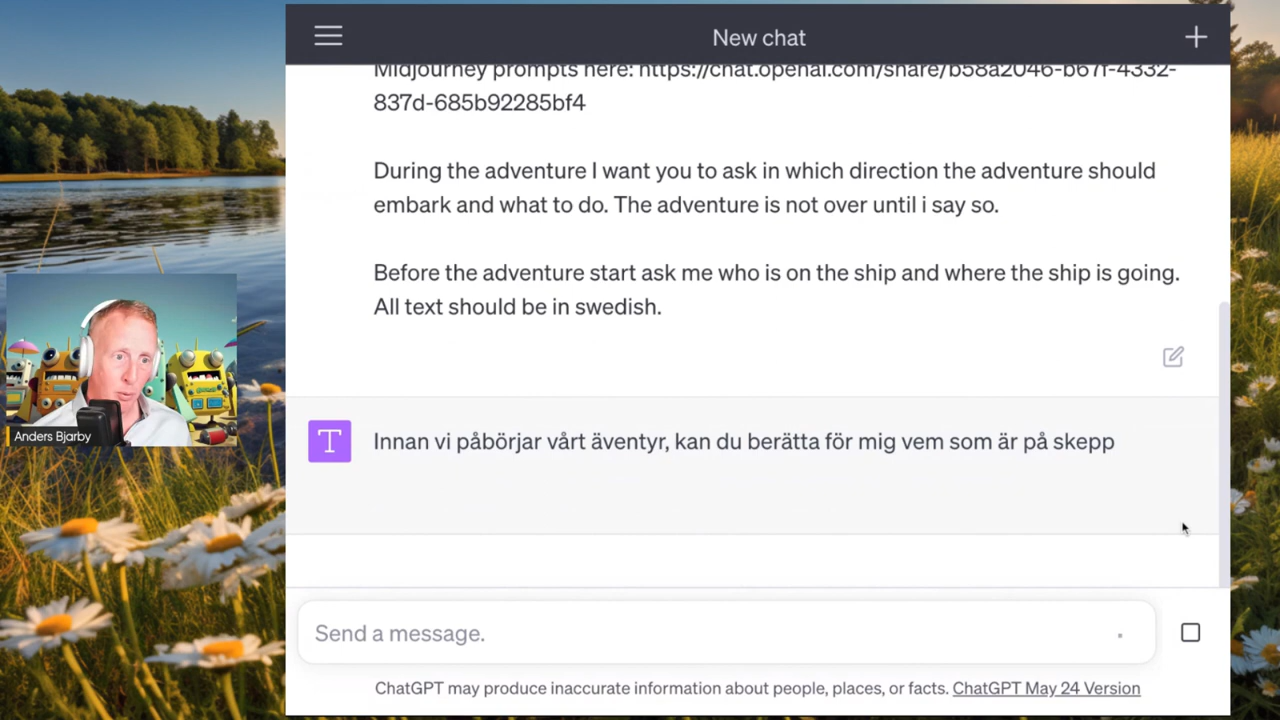 New chat
Midjourney prompts here: https://chat.openai.com/share/b58a2046-b67f-4332-
837d-685b92285bf4
During the adventure I want you to ask in which direction the adventure should
embark and what to do. The adventure is not over until i say so.
Before the adventure start ask me who is on the ship and where the ship is going.
All text should be in swedish.
T
Innan vi påbörjar vårt äventyr, kan du berätta för mig vem som är på skepp
Anders Bjarby
Send a message.
ChatGPT may produce inaccurate information about people, places, or facts. ChatGPT May 24 Version